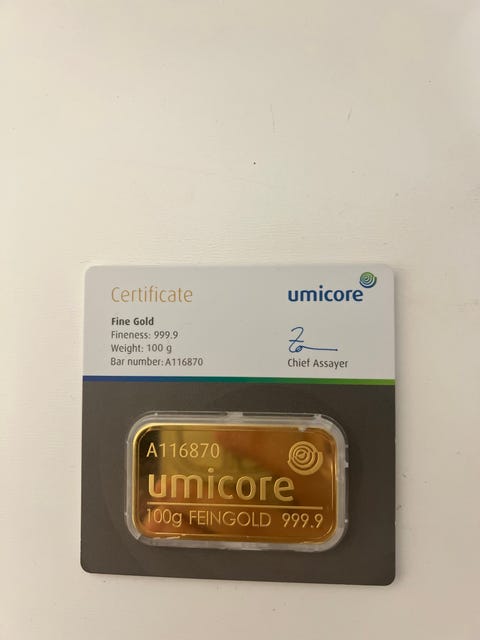 Certificate
umicore
Fine Gold
Fineness: 999.9
Weight: 100 g
Bar number: A116870
Chief Assayer
A116870
umicore
100g FEINGOLD 999.9